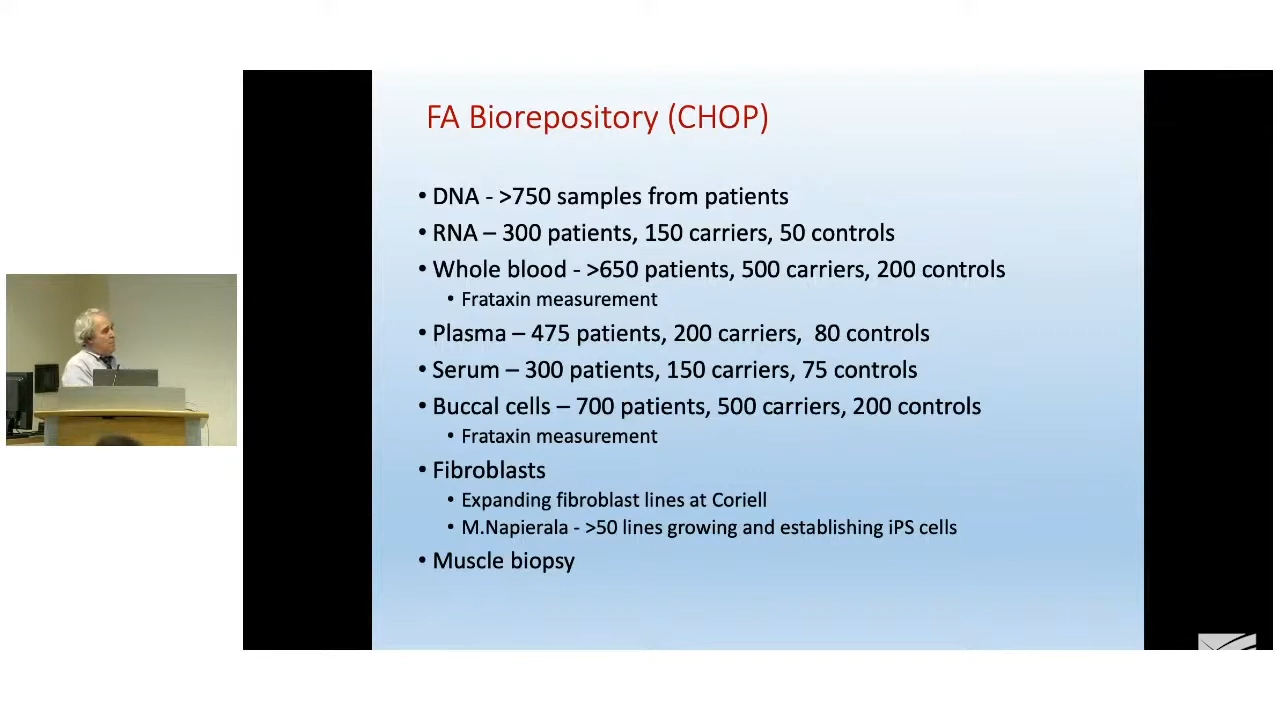 FA Biorepository (CHOP)
• DNA - >750 samples from patients
• RNA – 300 patients, 150 carriers, 50 controls
• Whole blood - >650 patients, 500 carriers, 200 controls
• Frataxin measurement
• Plasma – 475 patients, 200 carriers,  80 controls
• Serum – 300 patients, 150 carriers, 75 controls
• Buccal cells – 700 patients, 500 carriers, 200 controls
• Frataxin measurement
• Fibroblasts
• Expanding fibroblast lines at Coriell
• M.Napierala - >50 lines growing and establishing iPS cells
• Muscle biopsy